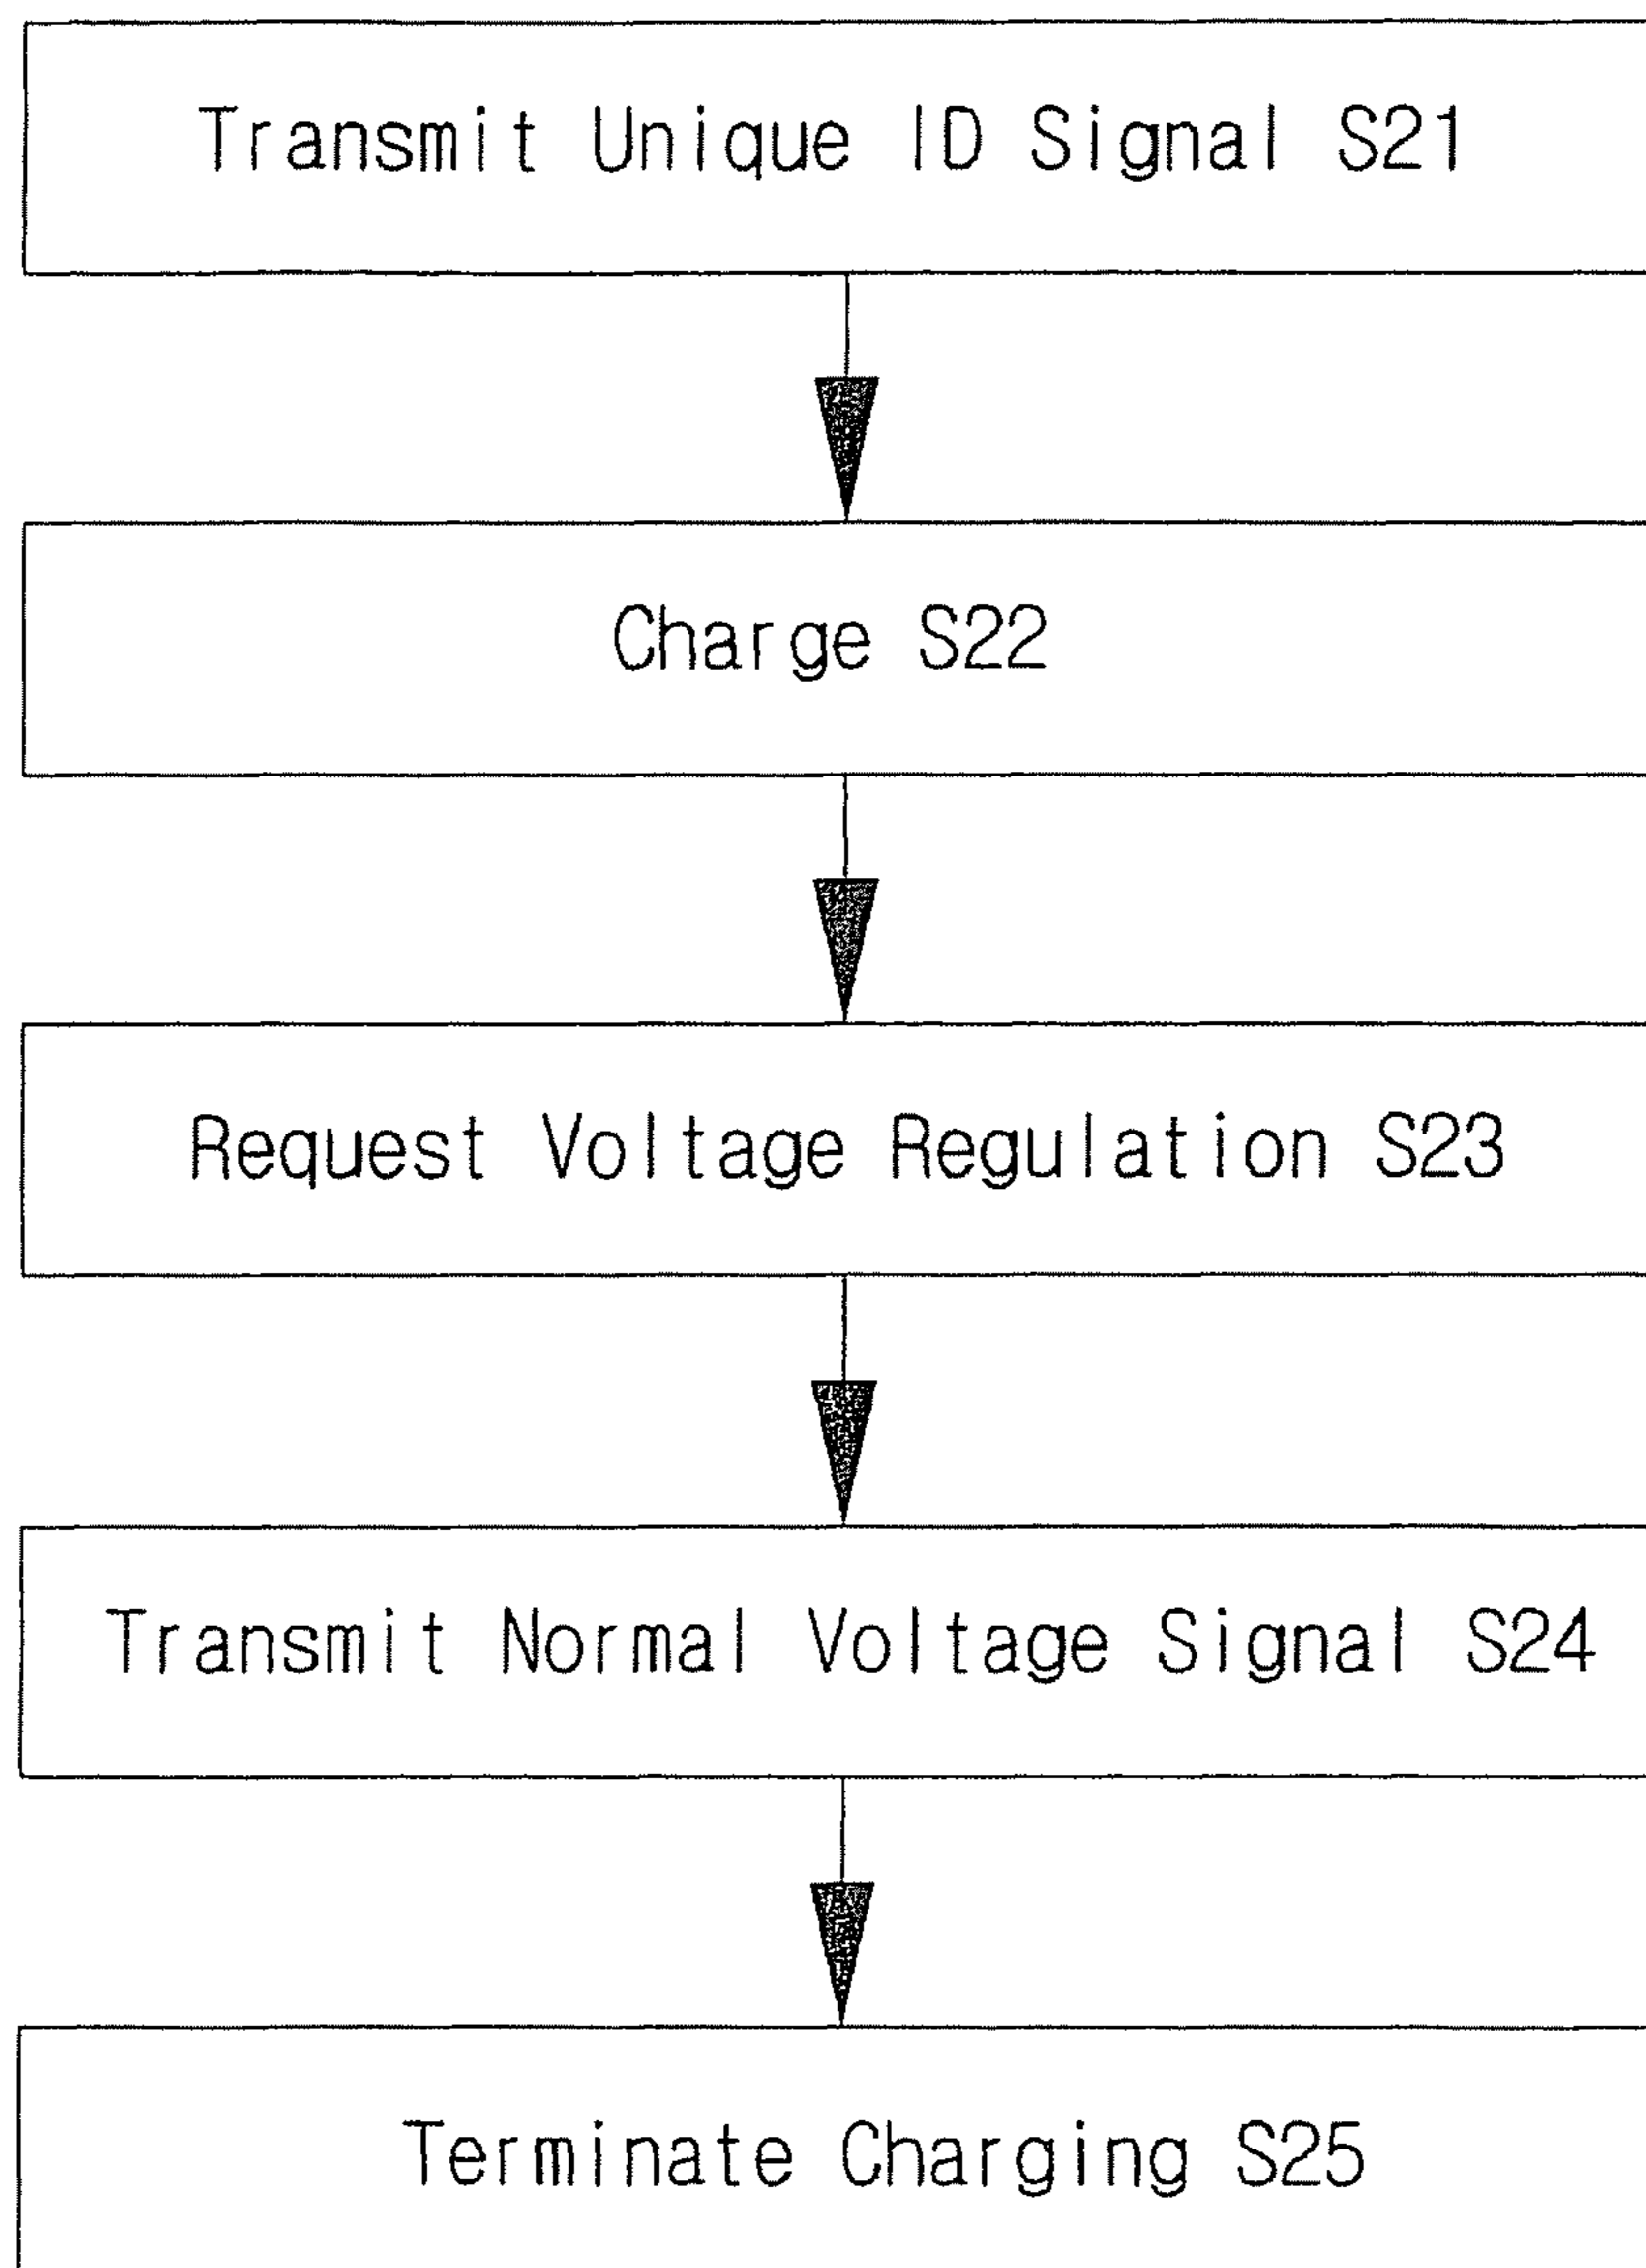 Transmit Unique ID Signal S21
Charge S22
Request Voltage Regulation S23
Transmit Normal Voltage Signal S24
Terminate Charging S25